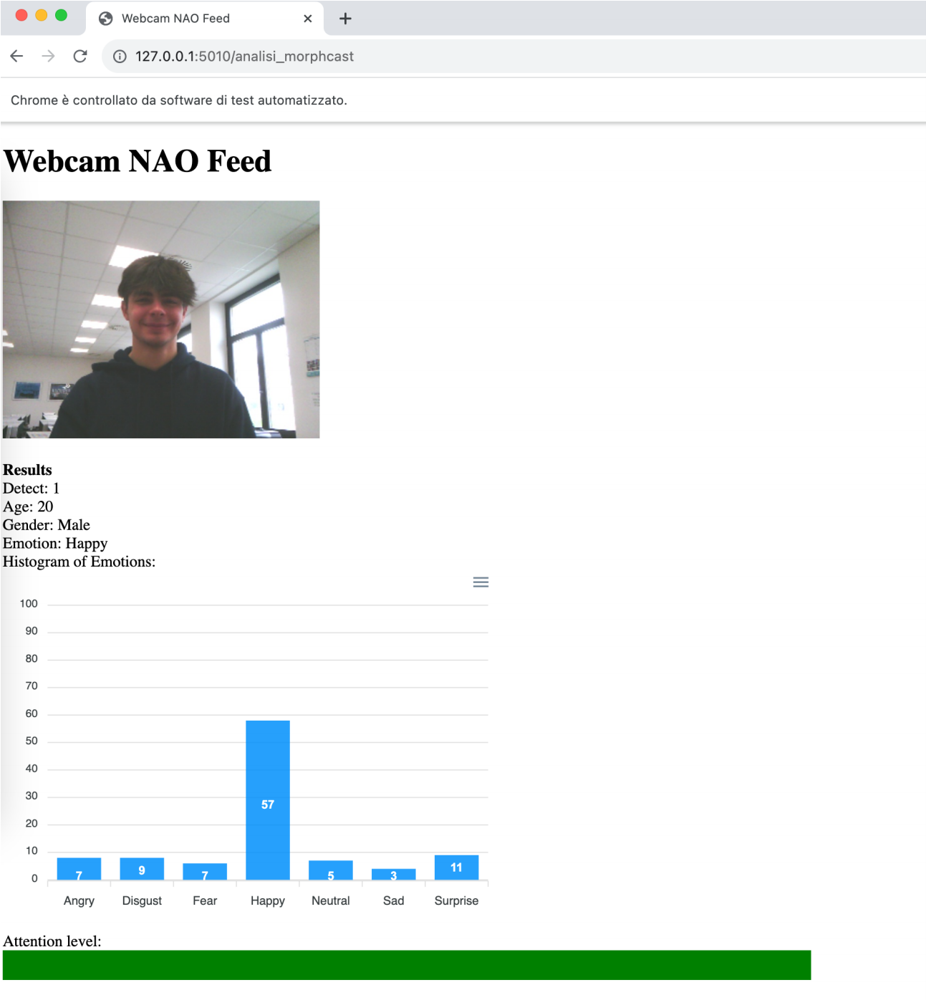 Webcam NAO Feed
127.0.0.1:5010/analisi_morphcast
Chrome è controllato da software di test automatizzato.
Webcam NAO Feed
Results
Detect: 1
Age: 20
Gender: Male
Emotion: Happy
Histogram of Emotions:
100
90
80
70
60
50
40
30
20
10
0
7 9 7 57 5 3 11
Angry Disgust Fear Happy Neutral Sad Surprise
Attention level: